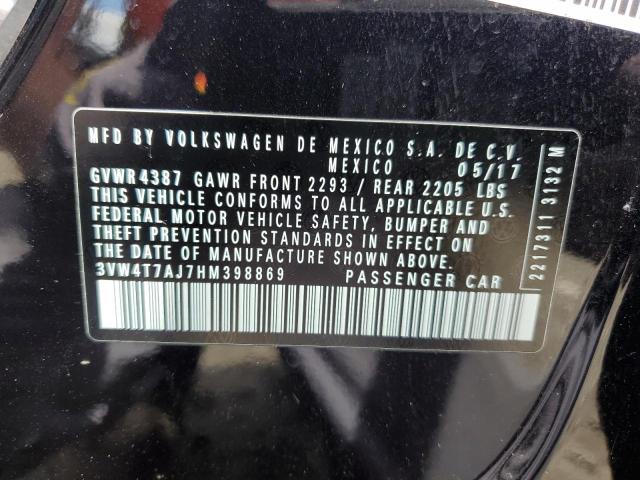 MFD BY VOLKSWAGEN DE MEXICO S.A. DE C.V.
MEXICO 05/17
GVWR4387 GAWR FRONT 2293 / REAR 2205 LBS
THIS VEHICLE CONFORMS TO ALL APPLICABLE U.S.
FEDERAL MOTOR VEHICLE SAFETY, BUMPER AND
THEFT PREVENTION STANDARDS IN EFFECT ON
THE DATE OF MANUFACTURE SHOWN ABOVE.
3VW4T7AJ7HM398869 PASSENGER CAR
2217311 3132 M